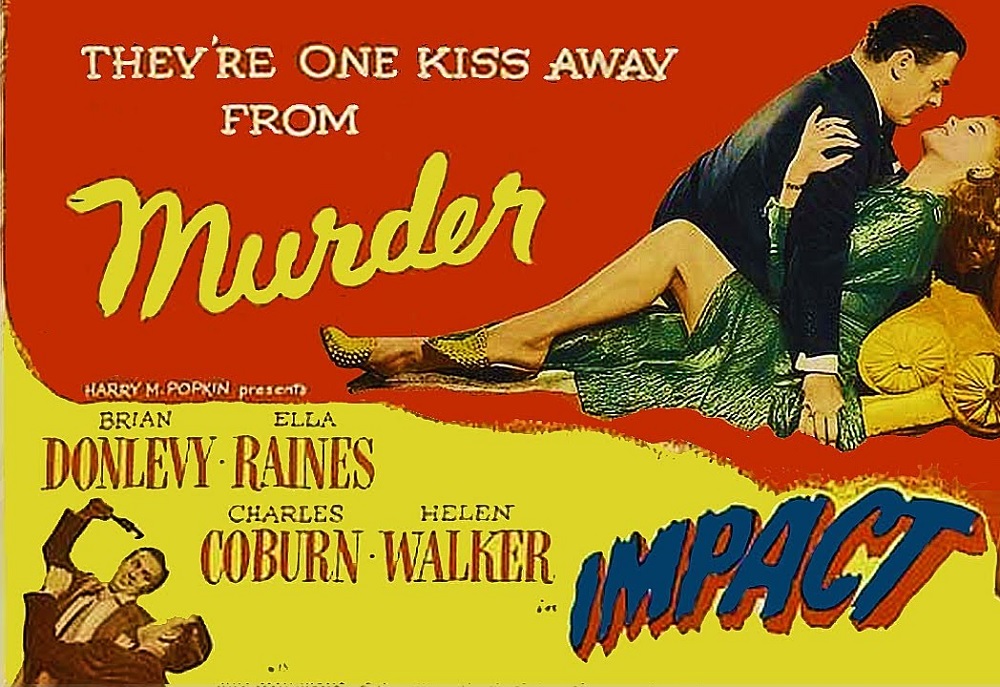 THEY'RE ONE KISS AWAY
FROM
Murder
HARRY M. POPKIN presents
BRIAN ELLA
DONLEVY · RAINES
CHARLES HELEN
COBURN · WALKER
in
IMPACT